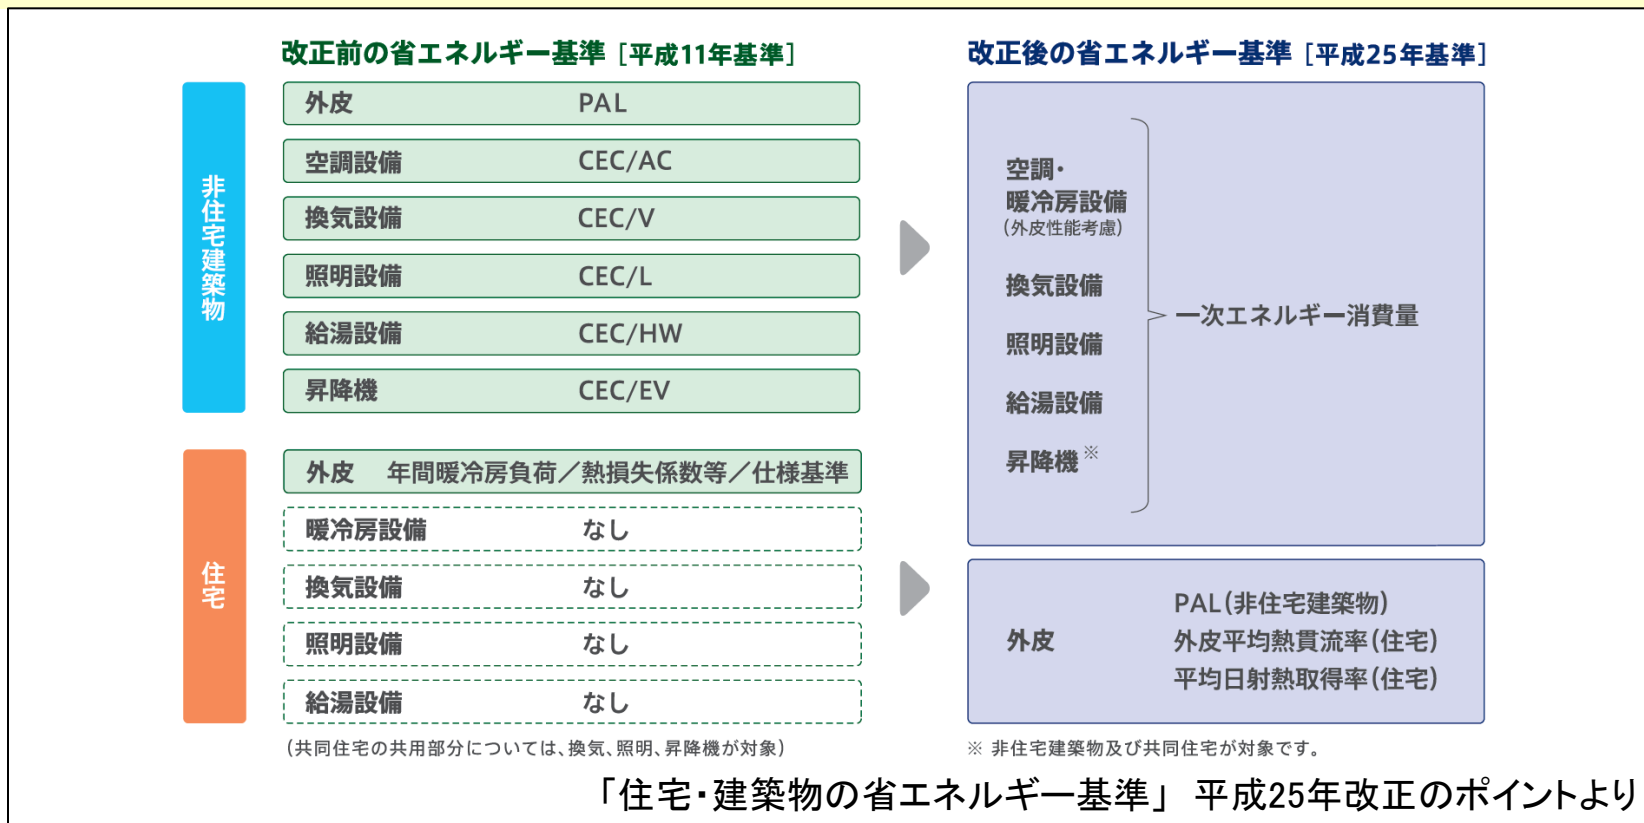 改正前の省エネルギー基準 [平成11年基準]
非住宅建築物
外皮 PAL
空調設備 CEC/AC
換気設備 CEC/V
照明設備 CEC/L
給湯設備 CEC/HW
昇降機 CEC/EV
住宅
外皮 年間暖冷房負荷／熱損失係数等／仕様基準
暖冷房設備 なし
換気設備 なし
照明設備 なし
給湯設備 なし
(共同住宅の共用部分については、換気、照明、昇降機が対象)
改正後の省エネルギー基準 [平成25年基準]
空調・
暖冷房設備
(外皮性能考慮)
換気設備
照明設備
給湯設備
昇降機※
一次エネルギー消費量
外皮
PAL(非住宅建築物)
外皮平均熱貫流率(住宅)
平均日射熱取得率(住宅)
※ 非住宅建築物及び共同住宅が対象です。
「住宅・建築物の省エネルギー基準」 平成25年改正のポイントより